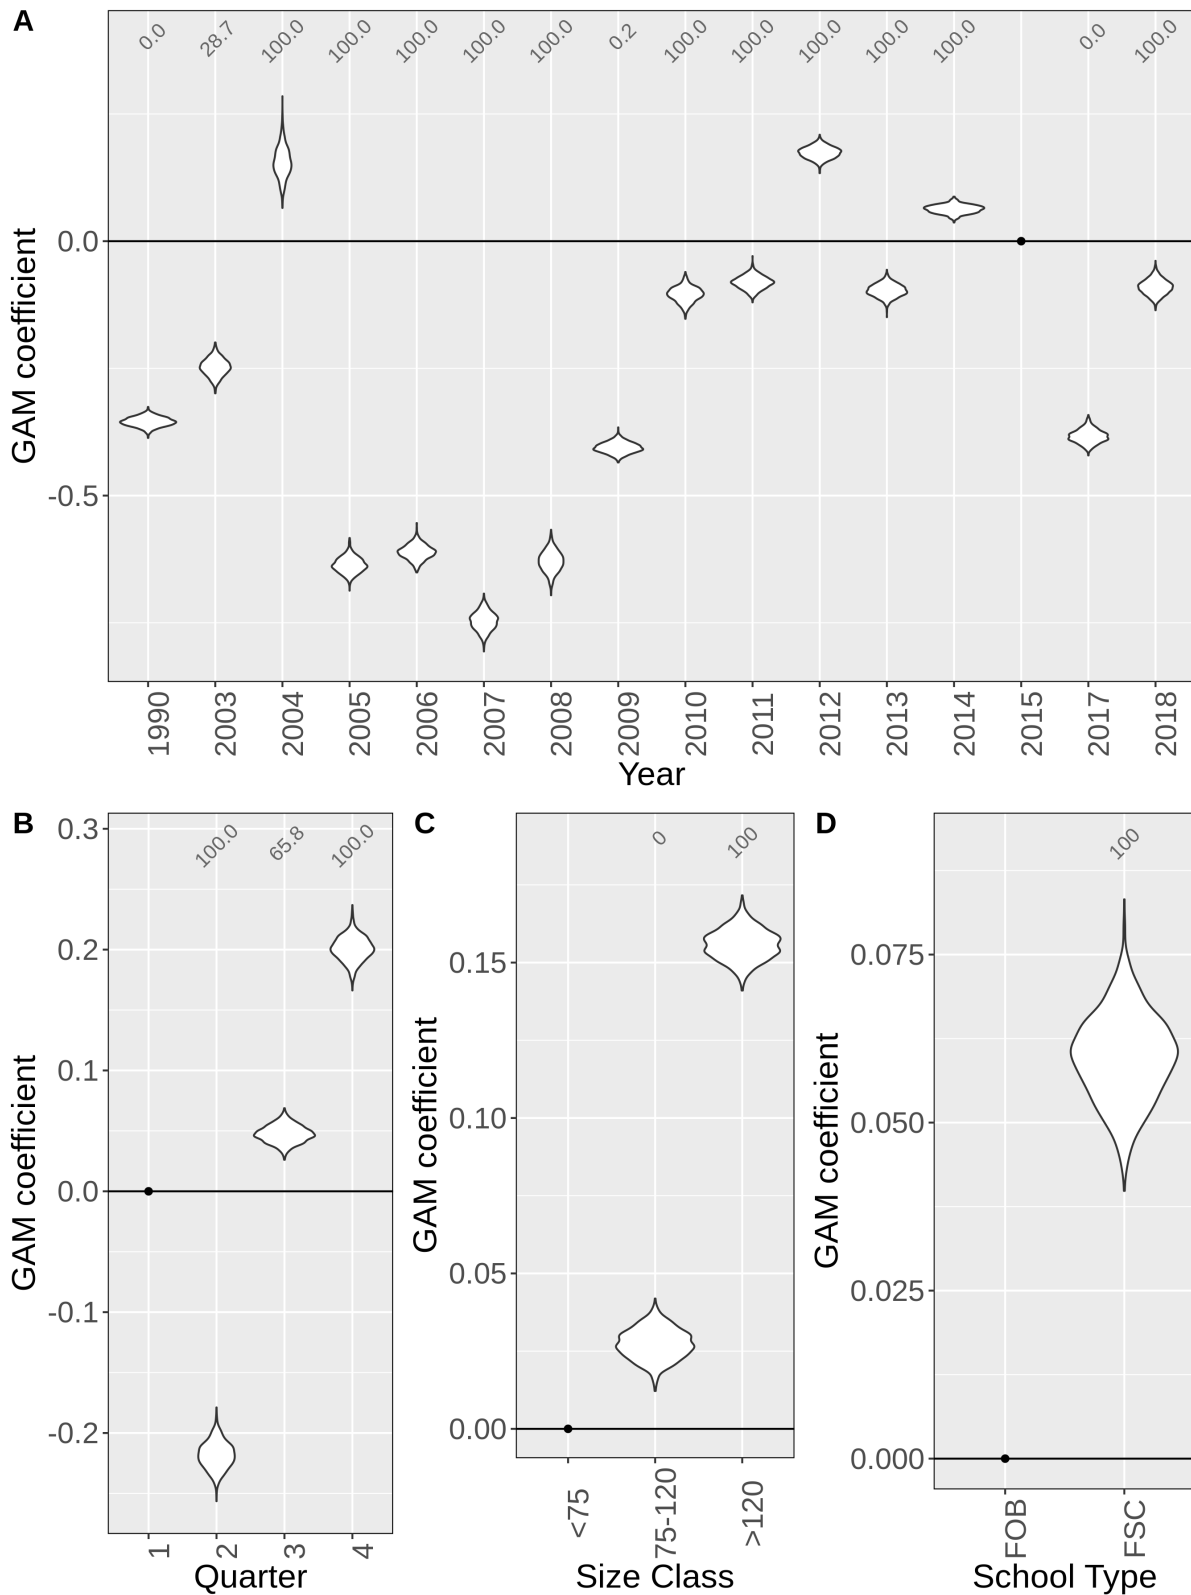 A
0.0 28.7 100.0 100.0 100.0 100.0 100.0 0.2 100.0 100.0 100.0 100.0 100.0 0.0 100.0
GAM coefficient
0.0
-0.5
1990 2003 2004 2005 2006 2007 2008 2009 2010 2011 2012 2013 2014 2015 2017 2018
Year
B
100.0 65.8 100.0
GAM coefficient
0.3
0.2
0.1
0.0
-0.1
-0.2
1 2 3 4
Quarter
C
0 100
GAM coefficient
0.15
0.10
0.05
0.00
<75 75-120 >120
Size Class
D
100
GAM coefficient
0.075
0.050
0.025
0.000
FOB FSC
School Type